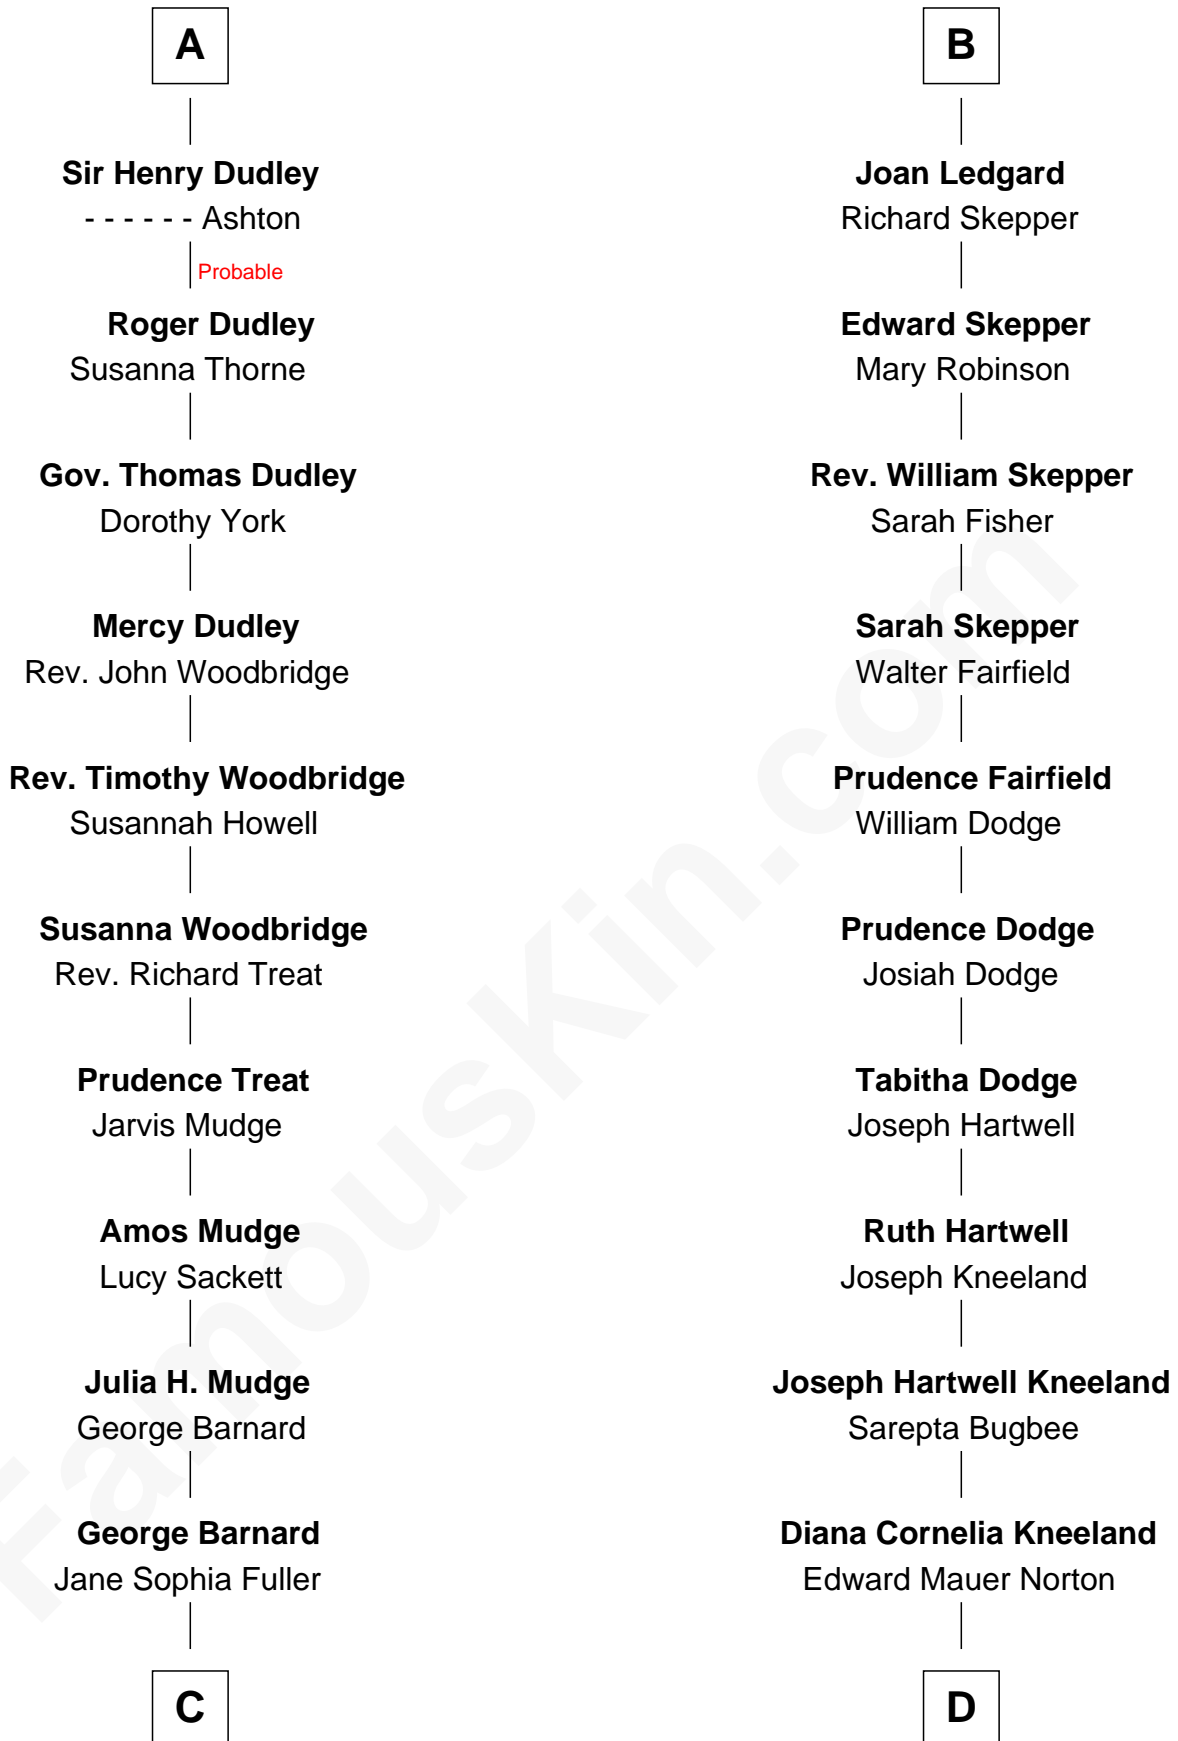 A
Sir Henry Dudley
- - - - - - Ashton
Probable
Roger Dudley
Susanna Thorne
Gov. Thomas Dudley
Dorothy York
Mercy Dudley
Rev. John Woodbridge
Rev. Timothy Woodbridge
Susannah Howell
Susanna Woodbridge
Rev. Richard Treat
Prudence Treat
Jarvis Mudge
Amos Mudge
Lucy Sackett
Julia H. Mudge
George Barnard
George Barnard
Jane Sophia Fuller
C
B
Joan Ledgard
Richard Skepper
Edward Skepper
Mary Robinson
Rev. William Skepper
Sarah Fisher
Sarah Skepper
Walter Fairfield
Prudence Fairfield
William Dodge
Prudence Dodge
Josiah Dodge
Tabitha Dodge
Joseph Hartwell
Ruth Hartwell
Joseph Kneeland
Joseph Hartwell Kneeland
Sarepta Bugbee
Diana Cornelia Kneeland
Edward Mauer Norton
D
FamousKin.com